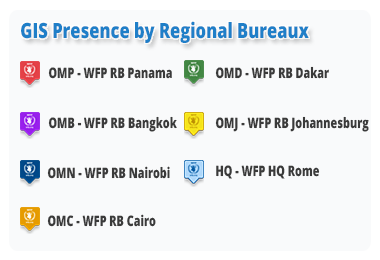 GIS Presence by Regional Bureaux
OMP - WFP RB Panama
OMD - WFP RB Dakar
OMB - WFP RB Bangkok
OMJ - WFP RB Johannesburg
OMN - WFP RB Nairobi
HQ - WFP HQ Rome
OMC - WFP RB Cairo